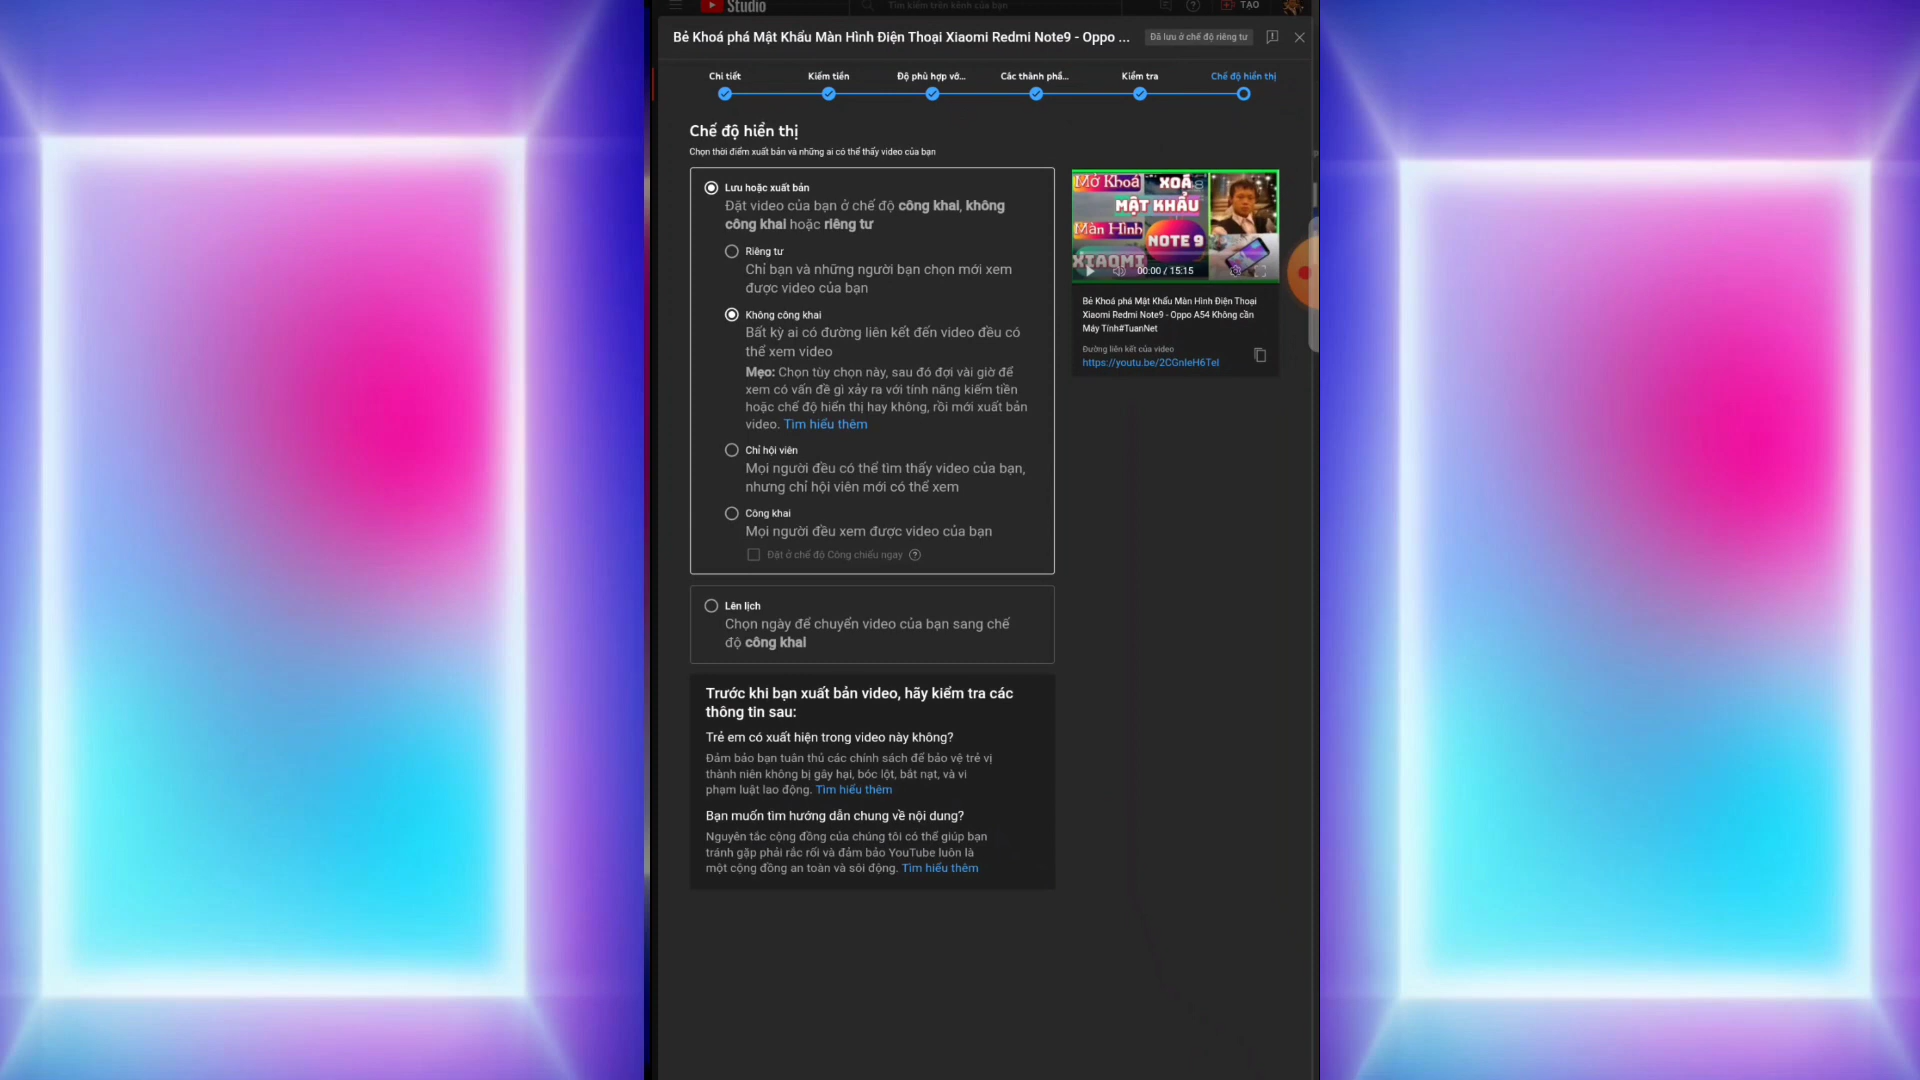 Studio
Tìm kiếm trên kênh của bạn
TẠO
Bẻ Khoá phá Mật Khẩu Màn Hình Điện Thoại Xiaomi Redmi Note9 - Oppo ...
Đã lưu ở chế độ riêng tư
Chi tiết
Kiếm tiền
Độ phù hợp vớ...
Các thành phầ...
Kiểm tra
Chế độ hiển thị
Chế độ hiển thị
Chọn thời điểm xuất bản và những ai có thể thấy video của bạn
Lưu hoặc xuất bản
Đặt video của bạn ở chế độ công khai, không
công khai hoặc riêng tư
Riêng tư
Chỉ bạn và những người bạn chọn mới xem
được video của bạn
Không công khai
Bất kỳ ai có đường liên kết đến video đều có
thể xem video
Mẹo: Chọn tùy chọn này, sau đó đợi vài giờ để
xem có vấn đề gì xảy ra với tính năng kiếm tiền
hoặc chế độ hiển thị hay không, rồi mới xuất bản
video. Tìm hiểu thêm
Chỉ hội viên
Mọi người đều có thể tìm thấy video của bạn,
nhưng chỉ hội viên mới có thể xem
Công khai
Mọi người đều xem được video của bạn
Đặt ở chế độ Công chiếu ngay
Lên lịch
Chọn ngày để chuyển video của bạn sang chế
độ công khai
Trước khi bạn xuất bản video, hãy kiểm tra các
thông tin sau:
Trẻ em có xuất hiện trong video này không?
Đảm bảo bạn tuân thủ các chính sách để bảo vệ trẻ vị
thành niên không bị gây hại, bóc lột, bắt nạt, và vi
phạm luật lao động. Tìm hiểu thêm
Bạn muốn tìm hướng dẫn chung về nội dung?
Nguyên tắc cộng đồng của chúng tôi có thể giúp bạn
tránh gặp phải rắc rối và đảm bảo YouTube luôn là
một cộng đồng an toàn và sôi động. Tìm hiểu thêm
Mở Khoá
XOÁ
MẬT KHẨU
Màn Hình
NOTE 9
XIAOMI
00:00 / 15:15
Bẻ Khoá phá Mật Khẩu Màn Hình Điện Thoại
Xiaomi Redmi Note9 - Oppo A54 Không cần
Máy Tính#TuanNet
Đường liên kết của video
https://youtu.be/2CGnIeH6TeI